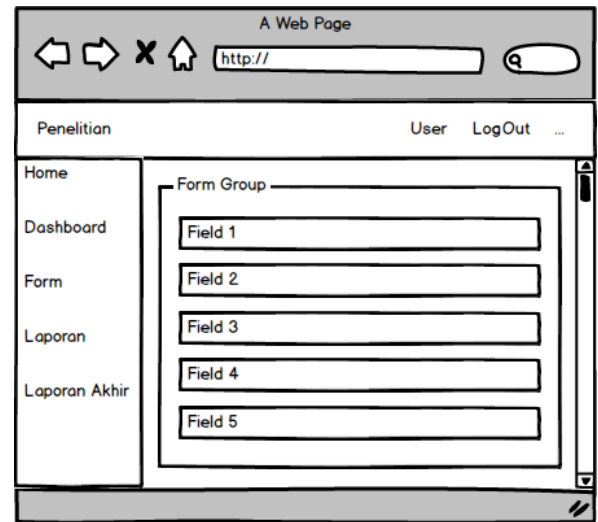 A Web Page
http://
Penelitian User LogOut ...
Home
Dashboard
Form
Laporan
Laporan Akhir
Form Group
Field 1
Field 2
Field 3
Field 4
Field 5